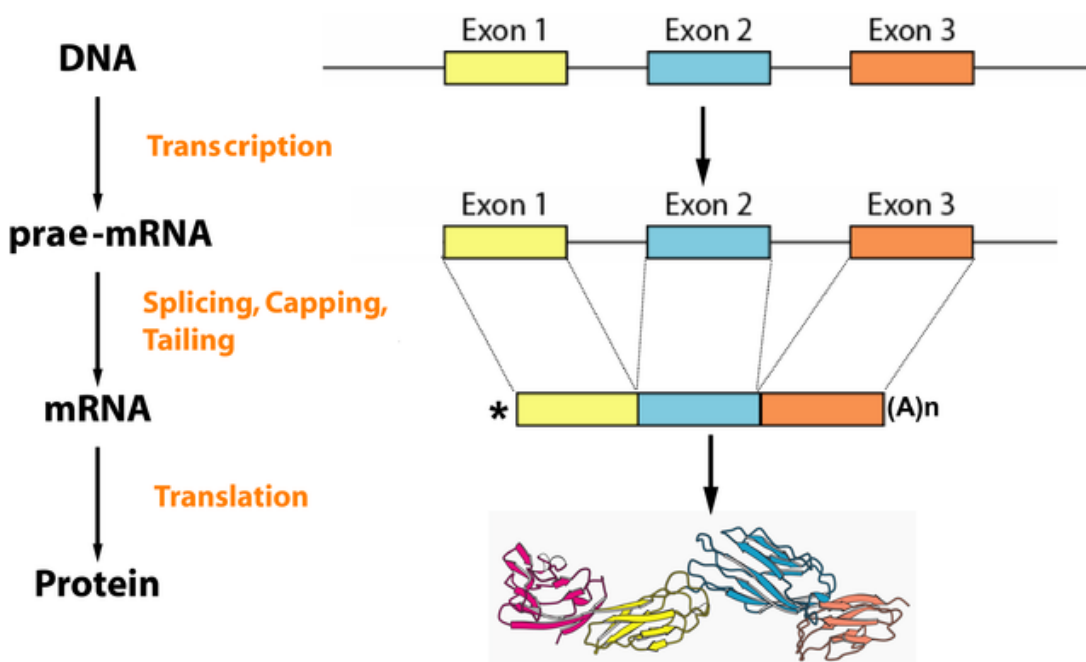 DNA
Exon 1 Exon 2 Exon 3
Transcription
prae-mRNA
Exon 1 Exon 2 Exon 3
Splicing, Capping,
Tailing
mRNA
* (A)n
Translation
Protein